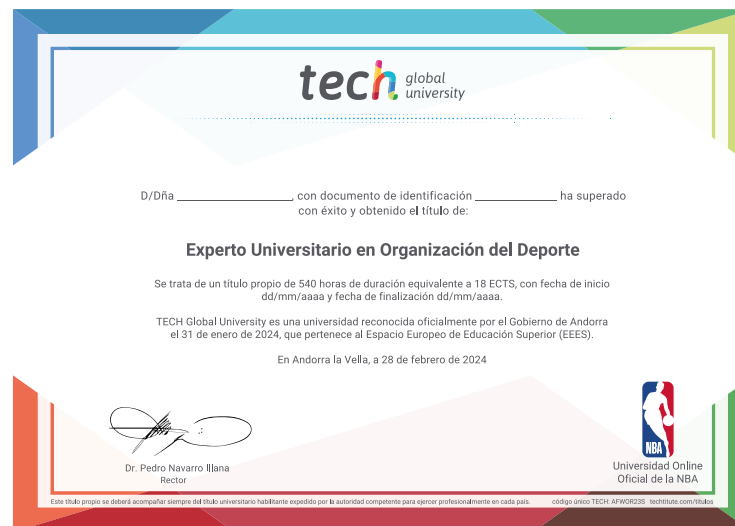 tech global university
D/Dña ______________, con documento de identificación __________ ha superado
con éxito y obtenido el título de:
Experto Universitario en Organización del Deporte
Se trata de un título propio de 540 horas de duración equivalente a 18 ECTS, con fecha de inicio
dd/mm/aaaa y fecha de finalización dd/mm/aaaa.
TECH Global University es una universidad reconocida oficialmente por el Gobierno de Andorra
el 31 de enero de 2024, que pertenece al Espacio Europeo de Educación Superior (EEES).
En Andorra la Vella, a 28 de febrero de 2024
NBA
Dr. Pedro Navarro Illana
Rector
Universidad Online
Oficial de la NBA
Este título propio se deberá acompañar siempre del título universitario habilitante expedido por la autoridad competente para ejercer profesionalmente en cada país. código único TECH: AFWOR23S techtitute.com/titulos